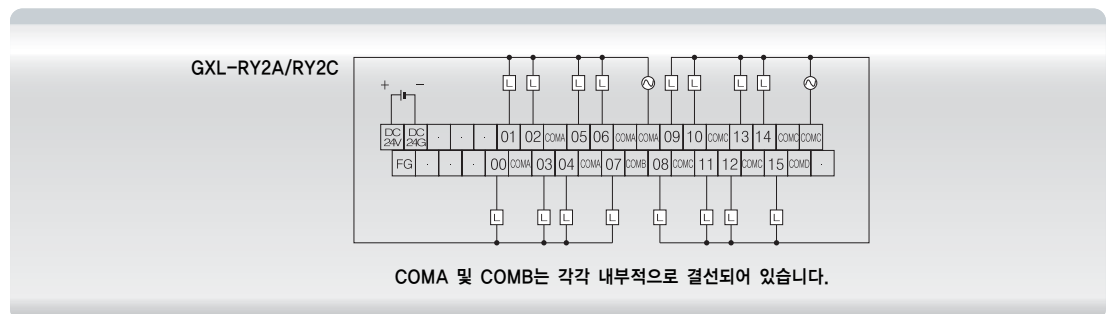 GXL-RY2A/RY2C
+ −
L L L L L L L L
DC 24V DC 24G · · · 01 02 COMA 05 06 COMA COMA 09 10 COMC 13 14 COMC COMC
FG · · · 00 COMA 03 04 COMA 07 COMB 08 COMC 11 12 COMC 15 COMD ·
L L L L L L L L
COMA 및 COMB는 각각 내부적으로 결선되어 있습니다.